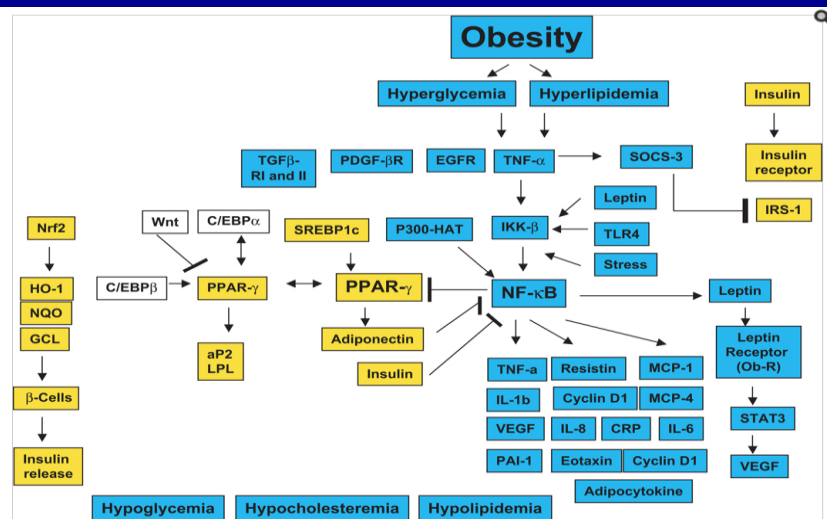 Obesity
Hyperglycemia
Hyperlipidemia
Insulin
TGFβ-
RI and II
PDGF-βR
EGFR
TNF-α
SOCS-3
Insulin
receptor
Leptin
IRS-1
Nrf2
Wnt
C/EBPα
SREBP1c
P300-HAT
IKK-β
TLR4
Stress
HO-1
C/EBPβ
PPAR-γ
PPAR-γ
NF-κB
Leptin
NQO
GCL
Adiponectin
Leptin
Receptor
(Ob-R)
aP2
LPL
Insulin
TNF-a
Resistin
MCP-1
β-Cells
IL-1b
Cyclin D1
MCP-4
STAT3
VEGF
IL-8
CRP
IL-6
Insulin
release
PAI-1
Eotaxin
Cyclin D1
VEGF
Adipocytokine
Hypoglycemia
Hypocholesteremia
Hypolipidemia